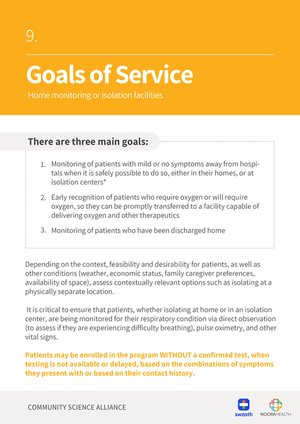 9.
Goals of Service
Home monitoring or isolation facilities
There are three main goals:
1. Monitoring of patients with mild or no symptoms away from hospi-
tals when it is safely possible to do so, either in their homes, or at
isolation centers*
2. Early recognition of patients who require oxygen or will require
oxygen, so they can be promptly transferred to a facility capable of
delivering oxygen and other therapeutics
3. Monitoring of patients who have been discharged home
Depending on the context, feasibility and desirability for patients, as well as
other conditions (weather, economic status, family caregiver preferences,
availability of space), assess contextually relevant options such as isolating at a
physically separate location.
It is critical to ensure that patients, whether isolating at home or in an isolation
center, are being monitored for their respiratory condition via direct observation
(to assess if they are experiencing difficulty breathing), pulse oximetry, and other
vital signs.
Patients may be enrolled in the program WITHOUT a confirmed test, when
testing is not available or delayed, based on the combinations of symptoms
they present with or based on their contact history.
COMMUNITY SCIENCE ALLIANCE
swasth
NOORAHEALTH